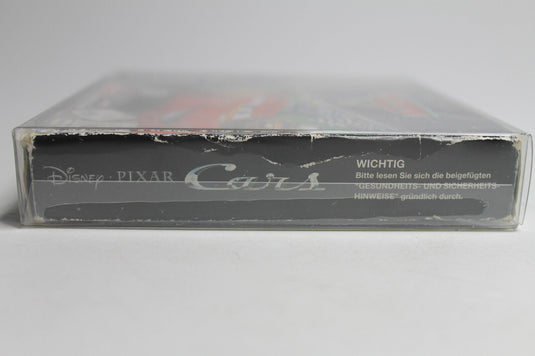 DISNEY · PIXAR Cars
WICHTIG
Bitte lesen Sie sich die beigefügten
"GESUNDHEITS- UND SICHERHEITS-
HINWEISE" gründlich durch.